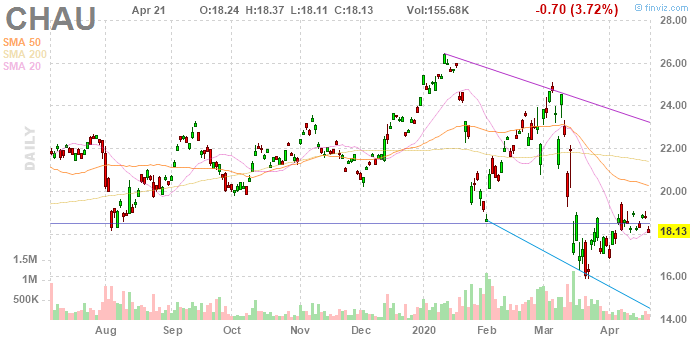 CHAU Apr 21 O:18.24 H:18.37 L:18.11 C:18.13 Vol:155.68K -0.70 (3.72%)
© finviz.com
SMA 50
SMA 200
SMA 20
DAILY
28.00
26.00
24.00
22.00
20.00
18.13
16.00
14.00
1.5M
1M
500K
Aug Sep Oct Nov Dec 2020 Feb Mar Apr